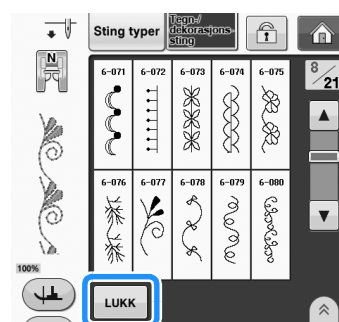 Sting typer
Tegn-/
dekorasjons-
sting
N
6-071 6-072 6-073 6-074 6-075
8/21
6-076 6-077 6-078 6-079 6-080
100%
LUKK